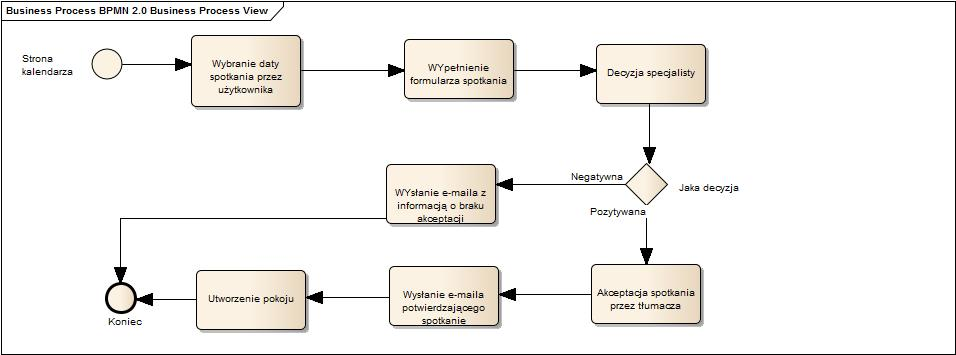 Business Process BPMN 2.0 Business Process View
Strona
kalendarza
Wybranie daty
spotkania przez
użytkownika
WYpełnienie
formularza spotkania
Decyzja specjalisty
Negatywna
Jaka decyzja
Pozytywana
WYsłanie e-maila z
informacją o braku
akceptacji
Akceptacja spotkania
przez tłumacza
Wysłanie e-maila
potwierdzającego
spotkanie
Utworzenie pokoju
Koniec